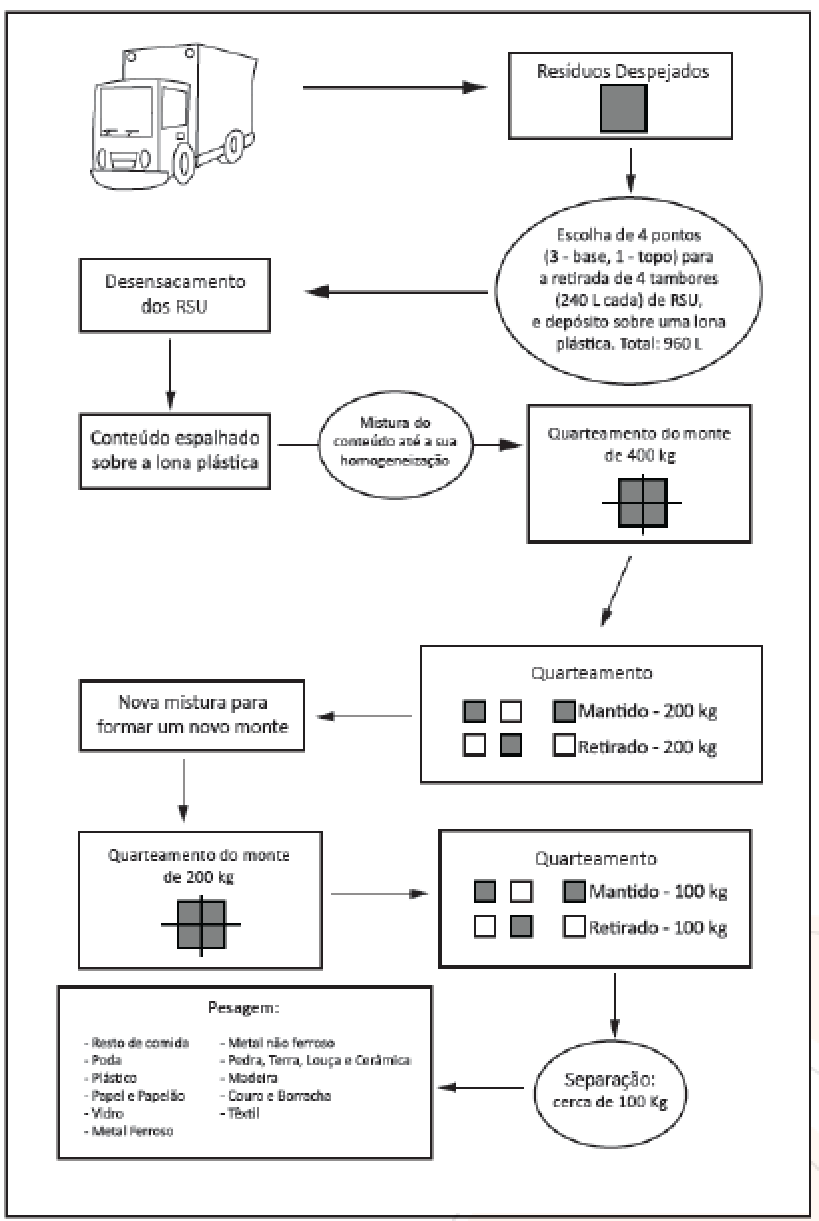 Resíduos Despejados
Escolha de 4 pontos
(3 - base, 1 - topo) para
a retirada de 4 tambores
(240 L cada) de RSU,
e depósito sobre uma lona
plástica. Total: 960 L
Desensacamento
dos RSU
Conteúdo espalhado
sobre a lona plástica
Mistura do
conteúdo até a sua
homogeneização
Quarteamento do monte
de 400 kg
Quarteamento
Mantido - 200 kg
Retirado - 200 kg
Nova mistura para
formar um novo monte
Quarteamento do monte
de 200 kg
Quarteamento
Mantido - 100 kg
Retirado - 100 kg
Separação:
cerca de 100 Kg
Pesagem:
- Resto de comida
- Poda
- Plástico
- Papel e Papelão
- Vidro
- Metal Ferroso
- Metal não ferroso
- Pedra, Terra, Louça e Cerâmica
- Madeira
- Couro e Borracha
- Têxtil